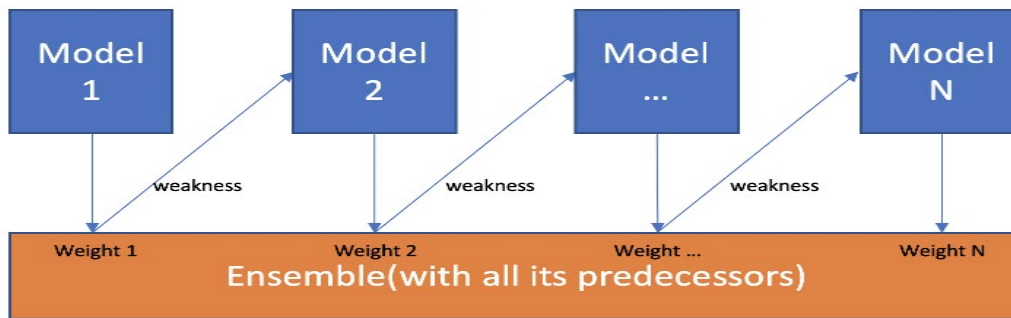 Model
1
Model
2
Model
...
Model
N
weakness
weakness
weakness
Weight 1
Weight 2
Weight ...
Weight N
Ensemble(with all its predecessors)